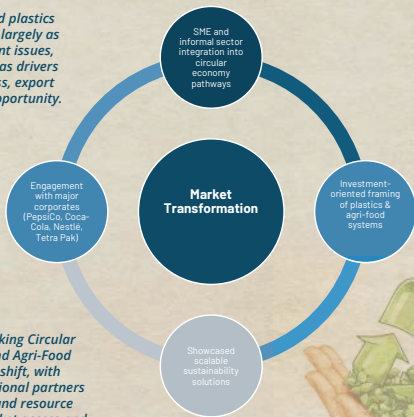 d plastics
largely as
nt issues,
as drivers
ss, export
pportunity.
SME and
informal sector
integration into
circular
economy
pathways
Engagement
with major
corporates
(PepsiCo, Coca-
Cola, Nestlé,
Tetra Pak)
Market
Transformation
Investment-
oriented framing
of plastics &
agri-food
systems
Showcased
scalable
sustainability
solutions
king Circular
nd Agri-Food
shift, with
ional partners
and resource